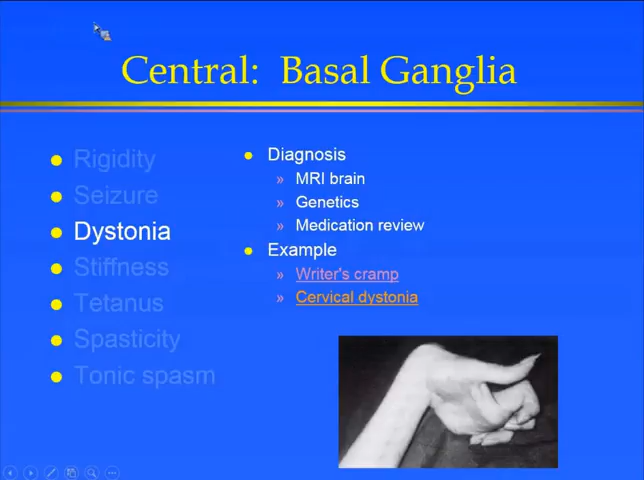 Central: Basal Ganglia
Rigidity
Seizure
Dystonia
Stiffness
Tetanus
Spasticity
Tonic spasm
Diagnosis
» MRI brain
» Genetics
» Medication review
Example
» Writer's cramp
» Cervical dystonia